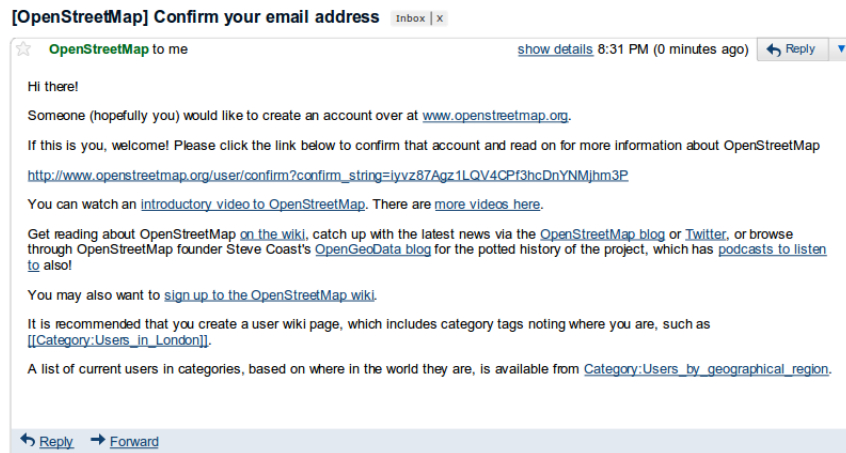 [OpenStreetMap] Confirm your email address Inbox | X
OpenStreetMap to me show details 8:31 PM (0 minutes ago) Reply
Hi there!
Someone (hopefully you) would like to create an account over at www.openstreetmap.org.
If this is you, welcome! Please click the link below to confirm that account and read on for more information about OpenStreetMap
http://www.openstreetmap.org/user/confirm?confirm_string=iyvz87Agz1LQV4CPf3hcDnYNMjhm3P
You can watch an introductory video to OpenStreetMap. There are more videos here.
Get reading about OpenStreetMap on the wiki, catch up with the latest news via the OpenStreetMap blog or Twitter, or browse
through OpenStreetMap founder Steve Coast's OpenGeoData blog for the potted history of the project, which has podcasts to listen
to also!
You may also want to sign up to the OpenStreetMap wiki.
It is recommended that you create a user wiki page, which includes category tags noting where you are, such as
[[Category:Users_in_London]].
A list of current users in categories, based on where in the world they are, is available from Category:Users_by_geographical_region.
Reply Forward